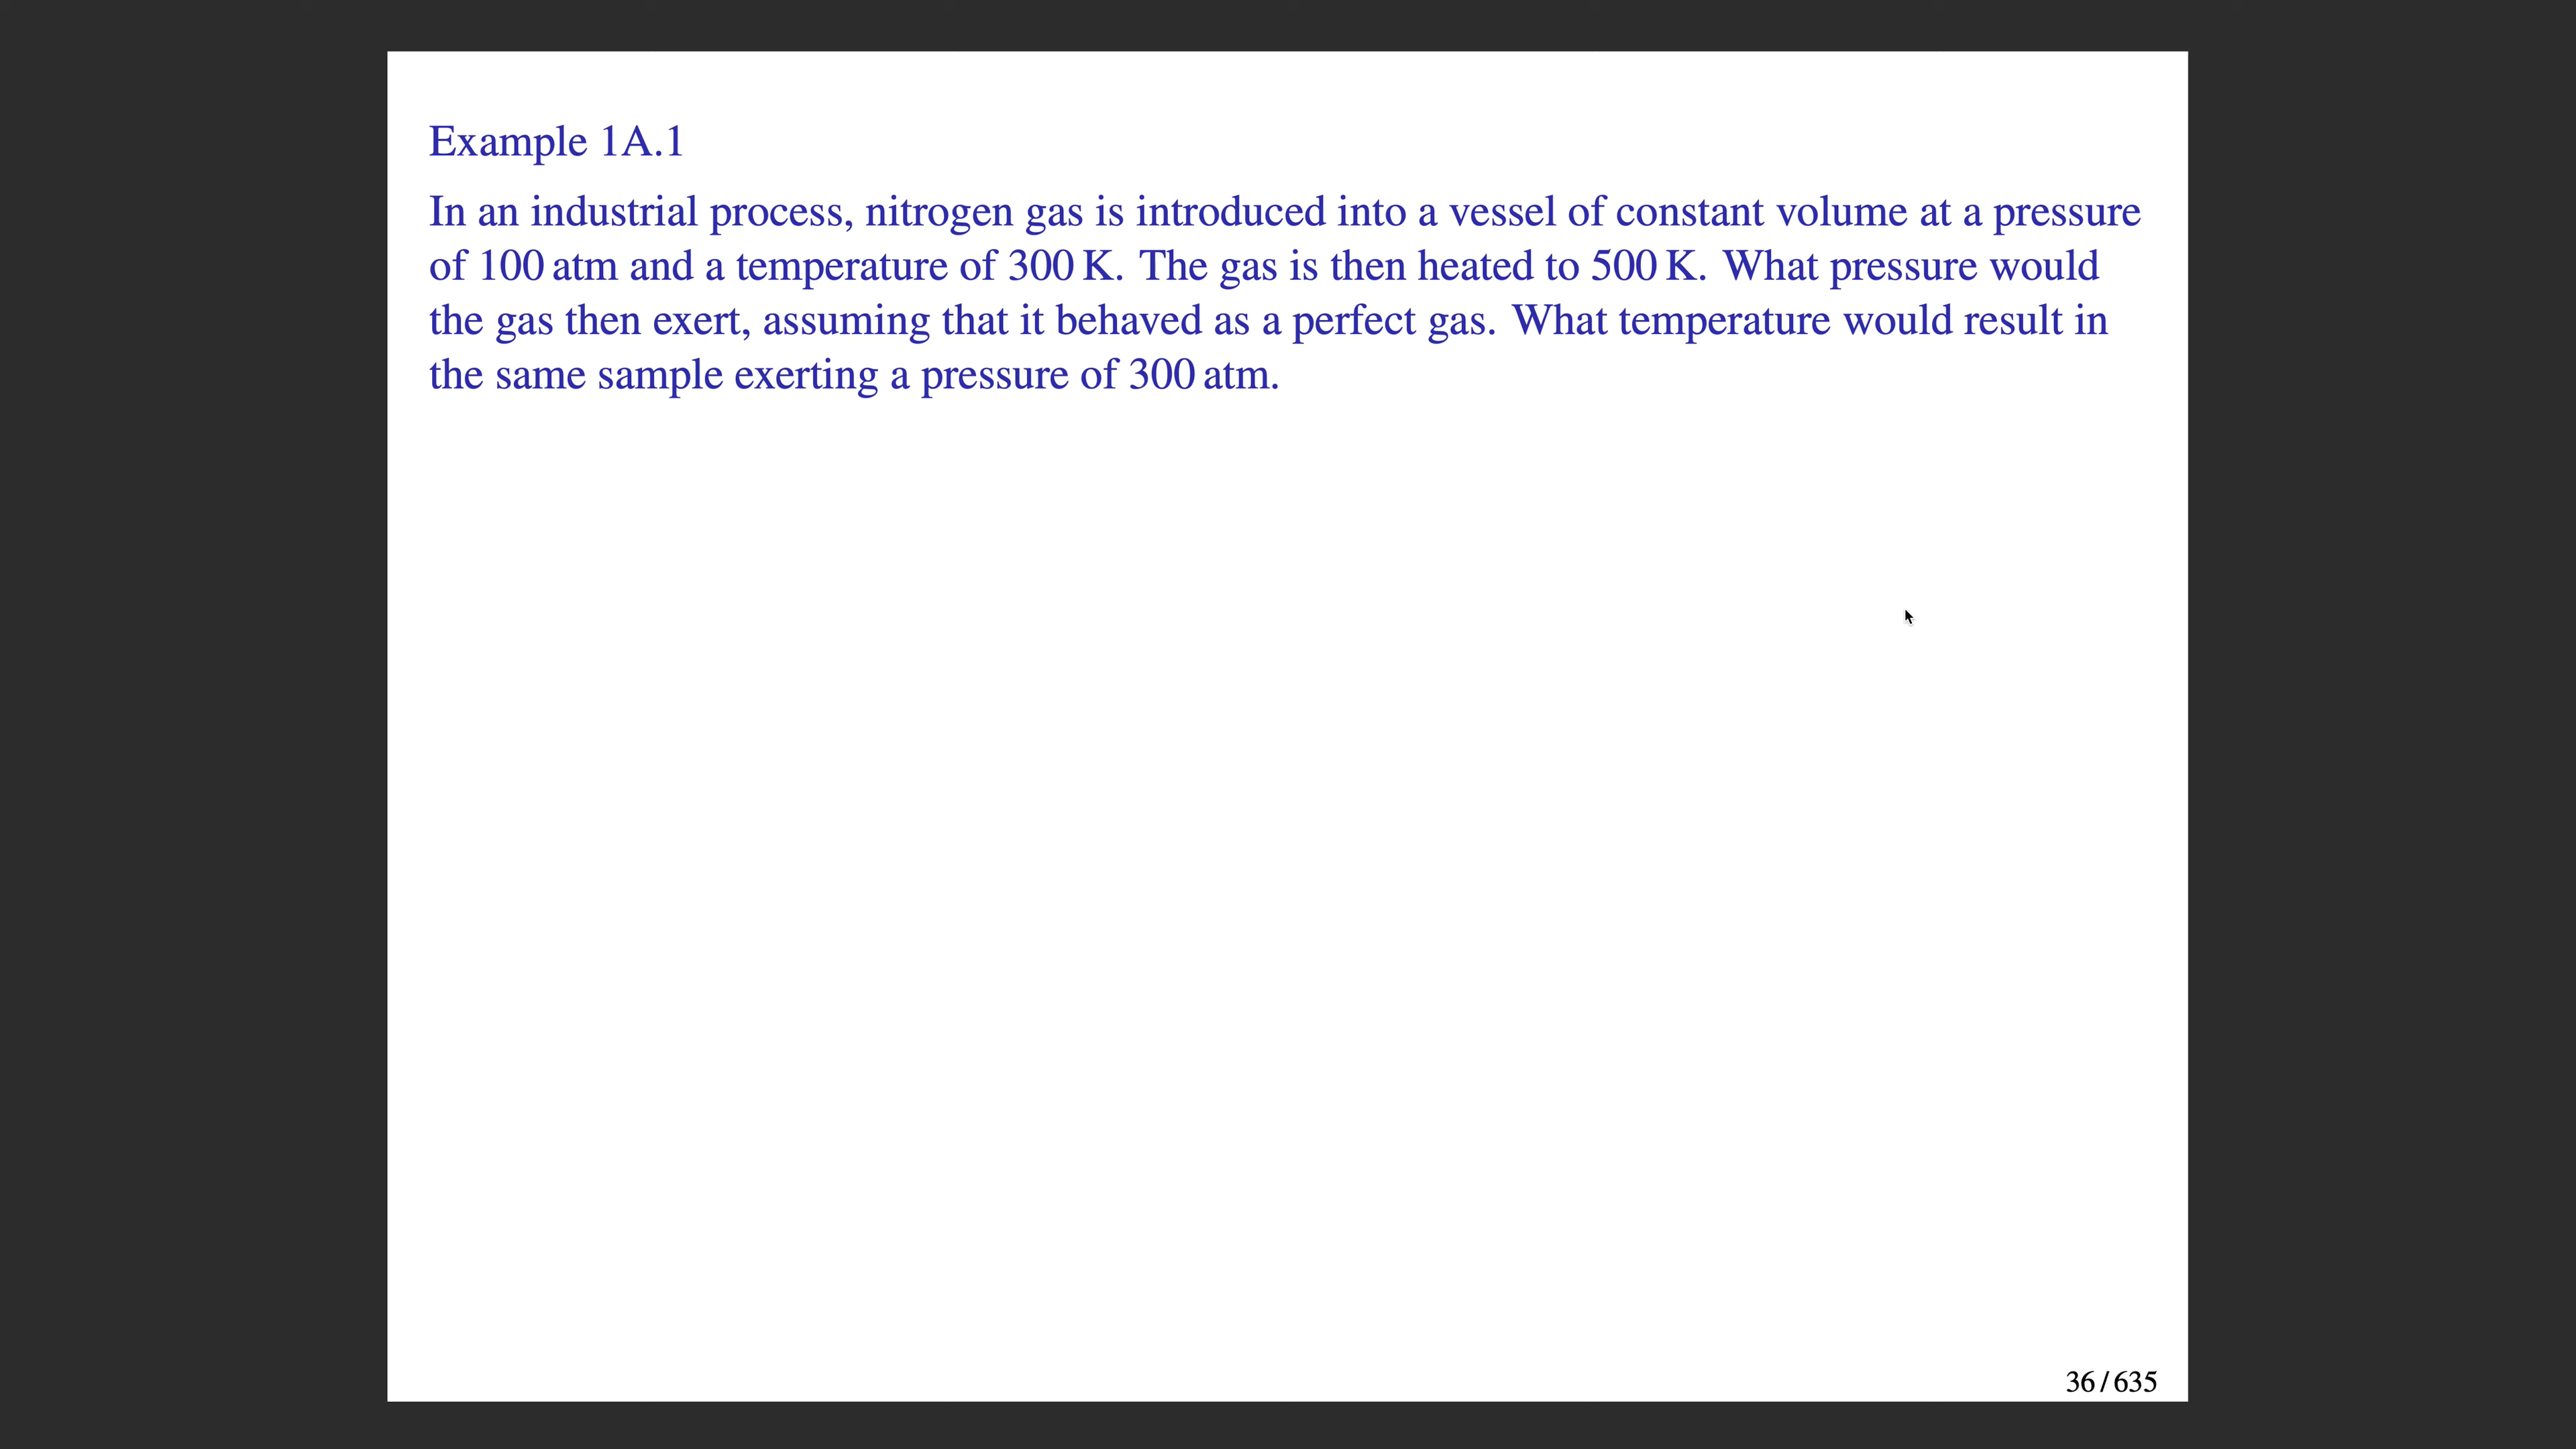 Example 1A.1
In an industrial process, nitrogen gas is introduced into a vessel of constant volume at a pressure
of 100 atm and a temperature of 300 K. The gas is then heated to 500 K. What pressure would
the gas then exert, assuming that it behaved as a perfect gas. What temperature would result in
the same sample exerting a pressure of 300 atm.
36 / 635